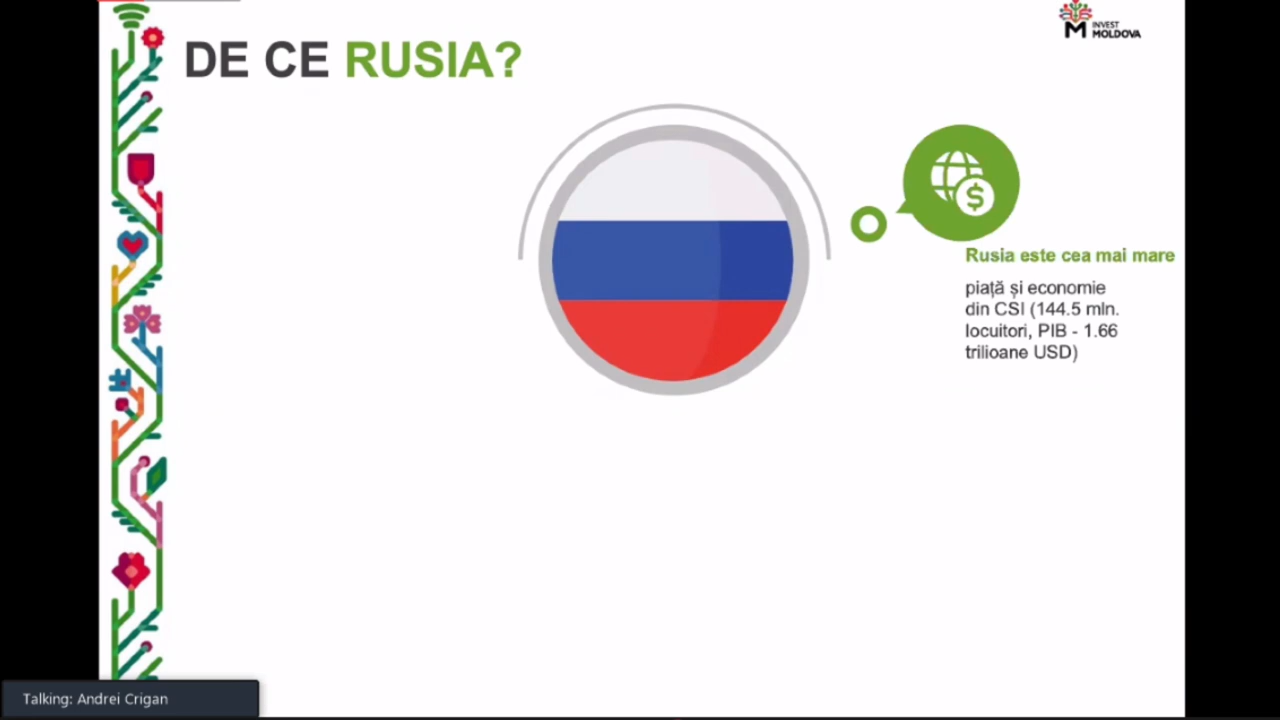 INVEST
MOLDOVA
DE CE RUSIA?
Rusia este cea mai mare
piață și economie
din CSI (144.5 mln.
locuitori, PIB - 1.66
trilioane USD)
Talking: Andrei Crigan